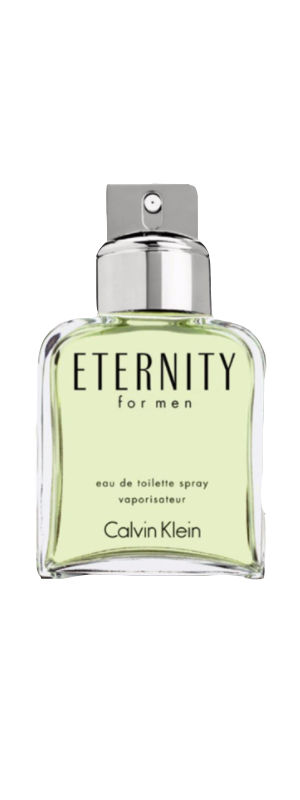 ETERNITY
for men
eau de toilette spray
vaporisateur
Calvin Klein